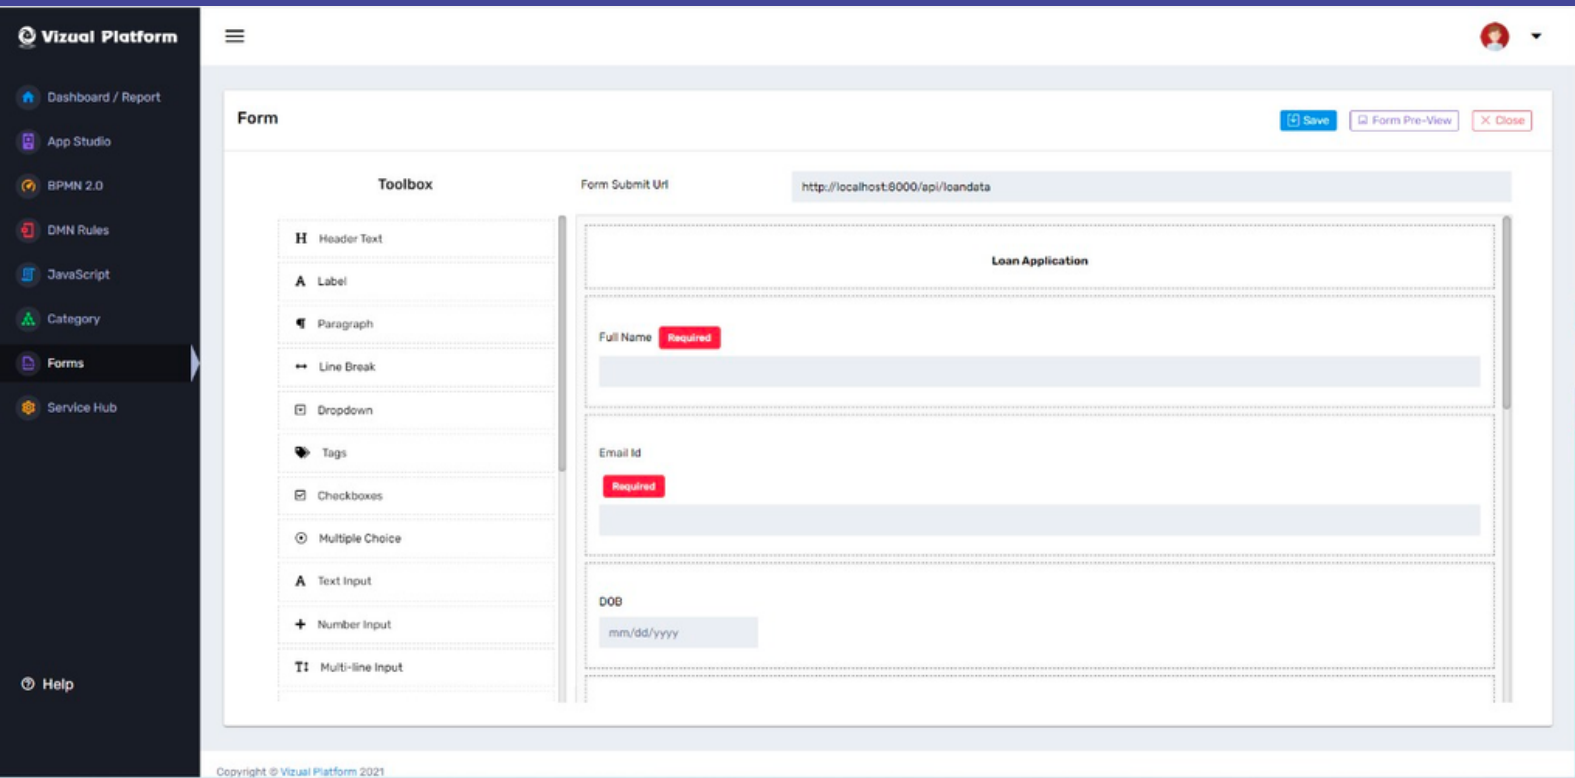 Vizual Platform
Dashboard / Report
App Studio
BPMN 2.0
DMN Rules
JavaScript
Category
Forms
Service Hub
Help
Form
Save
Form Pre-View
Close
Toolbox
Form Submit Url
http://localhost:8000/api/loandata
Header Text
Label
Paragraph
Line Break
Dropdown
Tags
Checkboxes
Multiple Choice
Text Input
Number Input
Multi-line Input
Loan Application
Full Name Required
Email Id
Required
DOB
mm/dd/yyyy
Copyright © Vizual Platform 2021